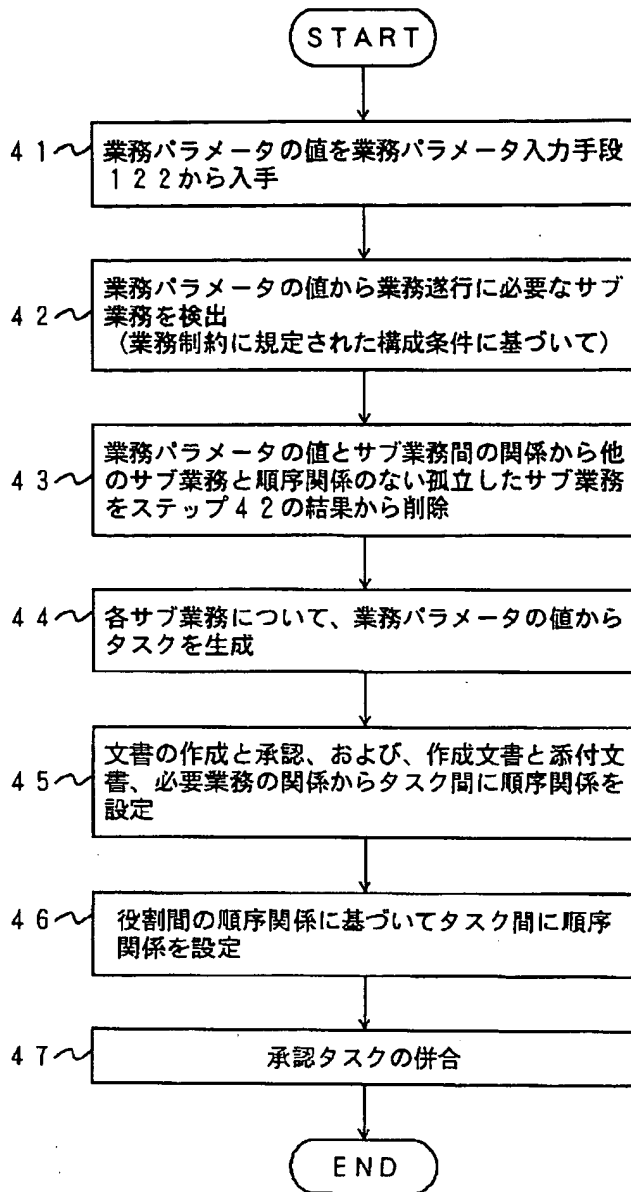 START
41 業務パラメータの値を業務パラメータ入力手段
122から入手
42 業務パラメータの値から業務遂行に必要なサブ
業務を検出
(業務制約に規定された構成条件に基づいて)
43 業務パラメータの値とサブ業務間の関係から他
のサブ業務と順序関係のない孤立したサブ業務
をステップ42の結果から削除
44 各サブ業務について、業務パラメータの値から
タスクを生成
45 文書の作成と承認、および、作成文書と添付文
書、必要業務の関係からタスク間に順序関係を
設定
46 役割間の順序関係に基づいてタスク間に順序
関係を設定
47 承認タスクの併合
END